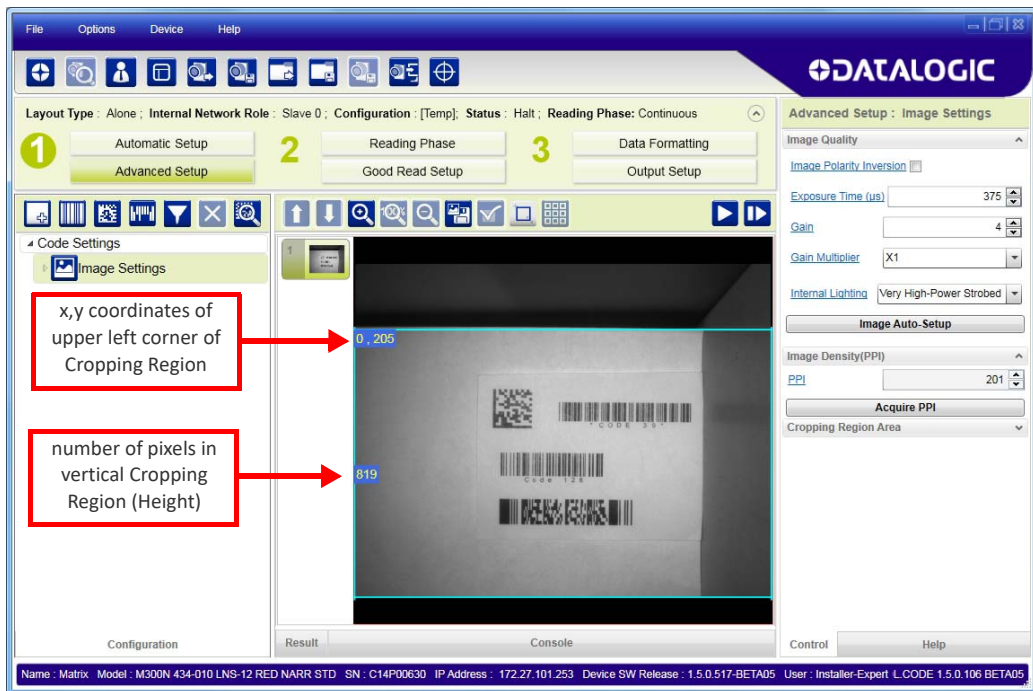 File Options Device Help
DATALOGIC
Layout Type : Alone ; Internal Network Role : Slave 0 ; Configuration : [Temp]; Status : Halt ; Reading Phase: Continuous
1 Automatic Setup 2 Reading Phase 3 Data Formatting
Advanced Setup Good Read Setup Output Setup
100%
Code Settings
Image Settings
x,y coordinates of
upper left corner of
Cropping Region
number of pixels in
vertical Cropping
Region (Height)
1
0 , 205
819
*CODE 39*
Code 128
Advanced Setup : Image Settings
Image Quality
Image Polarity Inversion
Exposure Time (µs) 375
Gain 4
Gain Multiplier X1
Internal Lighting Very High-Power Strobed
Image Auto-Setup
Image Density(PPI)
PPI 201
Acquire PPI
Cropping Region Area
Configuration Result Console Control Help
Name : Matrix Model : M300N 434-010 LNS-12 RED NARR STD SN : C14P00630 IP Address : 172.27.101.253 Device SW Release : 1.5.0.517-BETA05 User : Installer-Expert L.CODE 1.5.0.106 BETA05